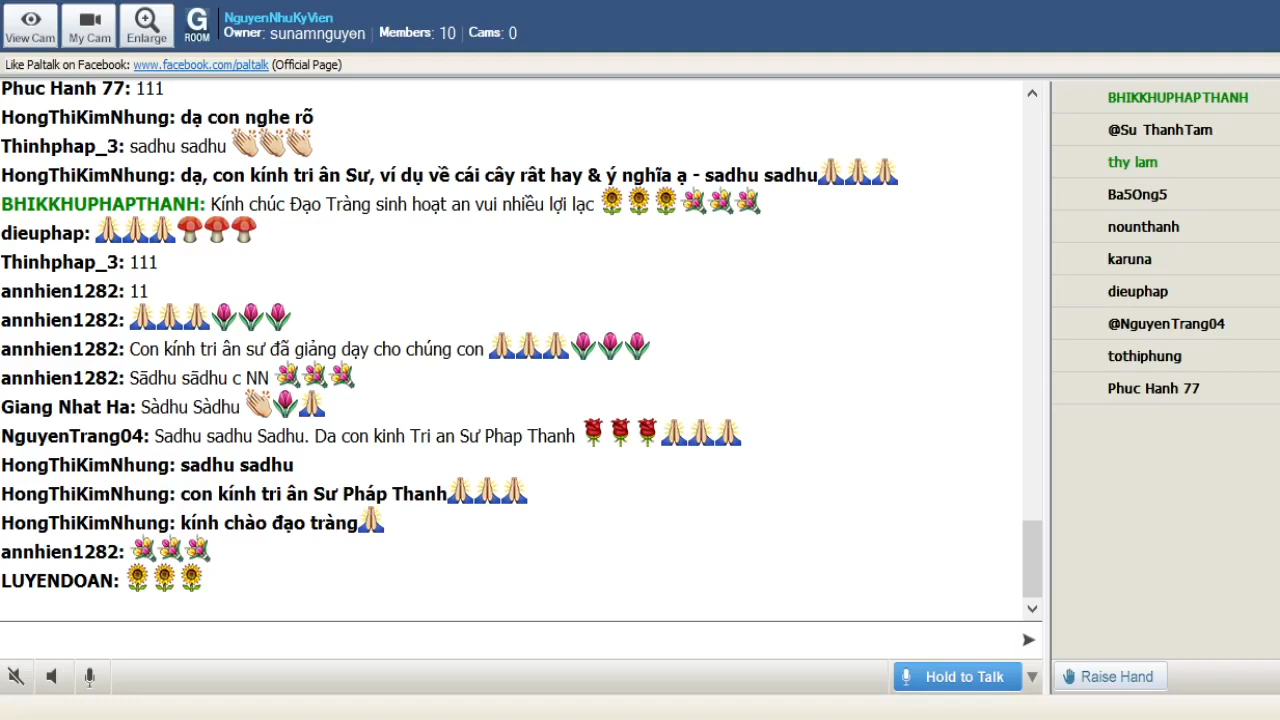 View Cam
My Cam
Enlarge
G
ROOM
NguyenNhuKyVien
Owner: sunamnguyen | Members: 10 | Cams: 0
Like Paltalk on Facebook: www.facebook.com/paltalk (Official Page)
Phuc Hanh 77: 111
HongThiKimNhung: dạ con nghe rõ
Thinhphap_3: sadhu sadhu 👏👏👏
HongThiKimNhung: dạ, con kính tri ân Sư, ví dụ về cái cây rât hay & ý nghĩa ạ - sadhu sadhu🙏🙏🙏
BHIKKHUPHAPTHANH: Kính chúc Đạo Tràng sinh hoạt an vui nhiều lợi lạc 🌻🌻🌻💐💐💐
dieuphap: 🙏🙏🙏🍄🍄🍄
Thinhphap_3: 111
annhien1282: 11
annhien1282: 🙏🙏🙏🌷🌷🌷
annhien1282: Con kính tri ân sư đã giảng dạy cho chúng con 🙏🙏🙏🌷🌷🌷
annhien1282: Sādhu sādhu c NN 💐💐💐
Giang Nhat Ha: Sàdhu Sàdhu 👏🌷🙏
NguyenTrang04: Sadhu sadhu Sadhu. Da con kinh Tri an Sư Phap Thanh 🌹🌹🌹🙏🙏🙏
HongThiKimNhung: sadhu sadhu
HongThiKimNhung: con kính tri ân Sư Pháp Thanh🙏🙏🙏
HongThiKimNhung: kính chào đạo tràng🙏
annhien1282: 💐💐💐
LUYENDOAN: 🌻🌻🌻
Hold to Talk
BHIKKHUPHAPTHANH
@Su ThanhTam
thy lam
Ba5Ong5
nounthanh
karuna
dieuphap
@NguyenTrang04
tothiphung
Phuc Hanh 77
Raise Hand